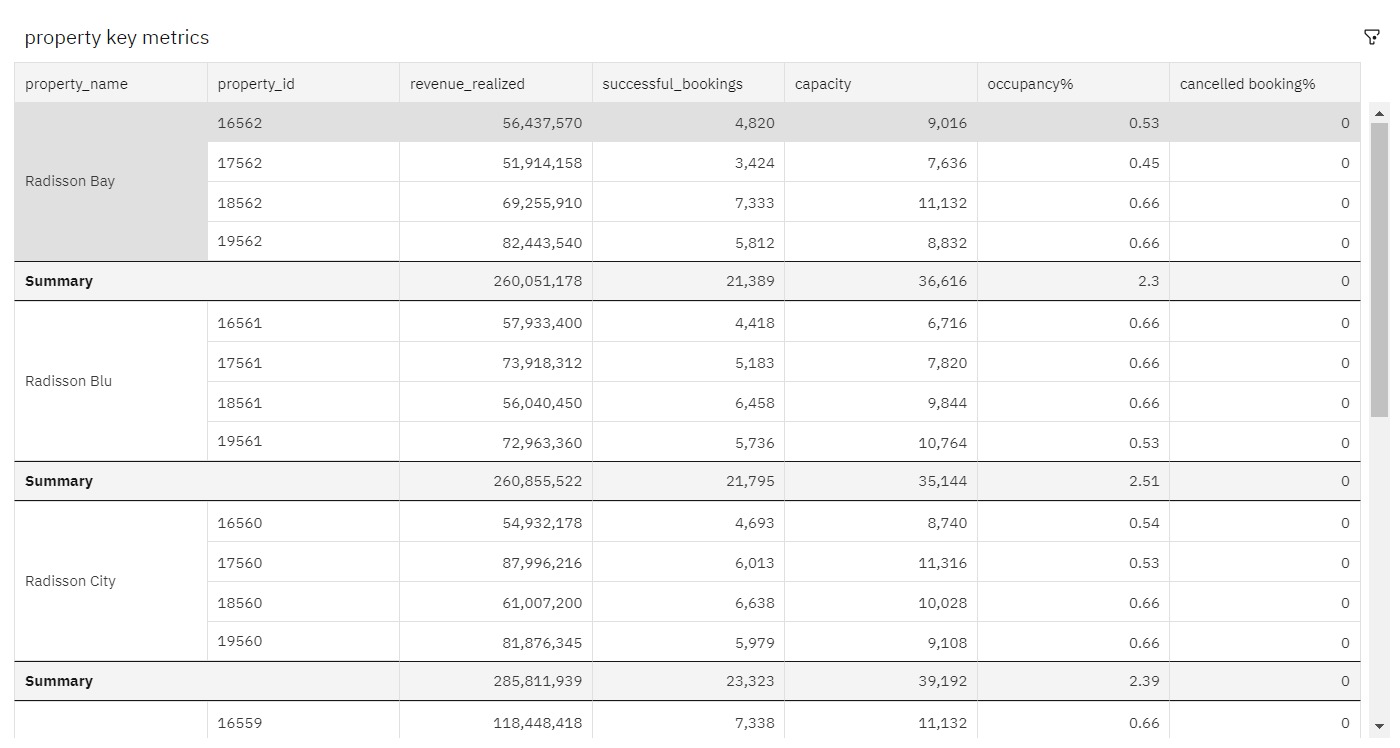 property key metrics
property_name property_id revenue_realized successful_bookings capacity occupancy% cancelled booking%
16562 56,437,570 4,820 9,016 0.53 0
17562 51,914,158 3,424 7,636 0.45 0
Radisson Bay
18562 69,255,910 7,333 11,132 0.66 0
19562 82,443,540 5,812 8,832 0.66 0
Summary 260,051,178 21,389 36,616 2.3 0
16561 57,933,400 4,418 6,716 0.66 0
17561 73,918,312 5,183 7,820 0.66 0
Radisson Blu
18561 56,040,450 6,458 9,844 0.66 0
19561 72,963,360 5,736 10,764 0.53 0
Summary 260,855,522 21,795 35,144 2.51 0
16560 54,932,178 4,693 8,740 0.54 0
17560 87,996,216 6,013 11,316 0.53 0
Radisson City
18560 61,007,200 6,638 10,028 0.66 0
19560 81,876,345 5,979 9,108 0.66 0
Summary 285,811,939 23,323 39,192 2.39 0
16559 118,448,418 7,338 11,132 0.66 0